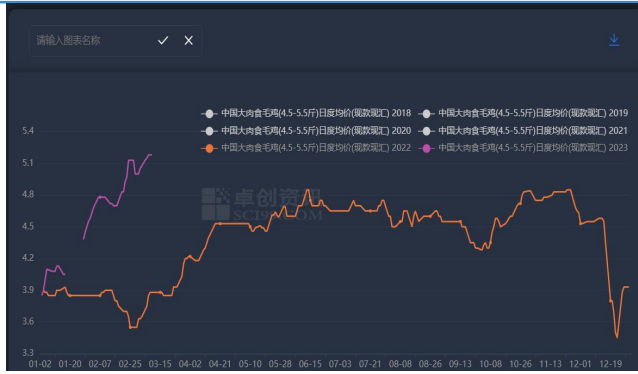 请输入图表名称
中国大肉食毛鸡(4.5-5.5斤)日度均价(现款现汇) 2018 中国大肉食毛鸡(4.5-5.5斤)日度均价(现款现汇) 2019
中国大肉食毛鸡(4.5-5.5斤)日度均价(现款现汇) 2020 中国大肉食毛鸡(4.5-5.5斤)日度均价(现款现汇) 2021
中国大肉食毛鸡(4.5-5.5斤)日度均价(现款现汇) 2022 中国大肉食毛鸡(4.5-5.5斤)日度均价(现款现汇) 2023
5.4
5.1
4.8
卓创资讯
SCI99.COM
4.5
4.2
3.9
3.6
3.3
01-02 01-20 02-07 02-25 03-15 04-02 04-21 05-10 05-28 06-15 07-03 07-21 08-08 08-26 09-13 10-08 10-26 11-13 12-01 12-19